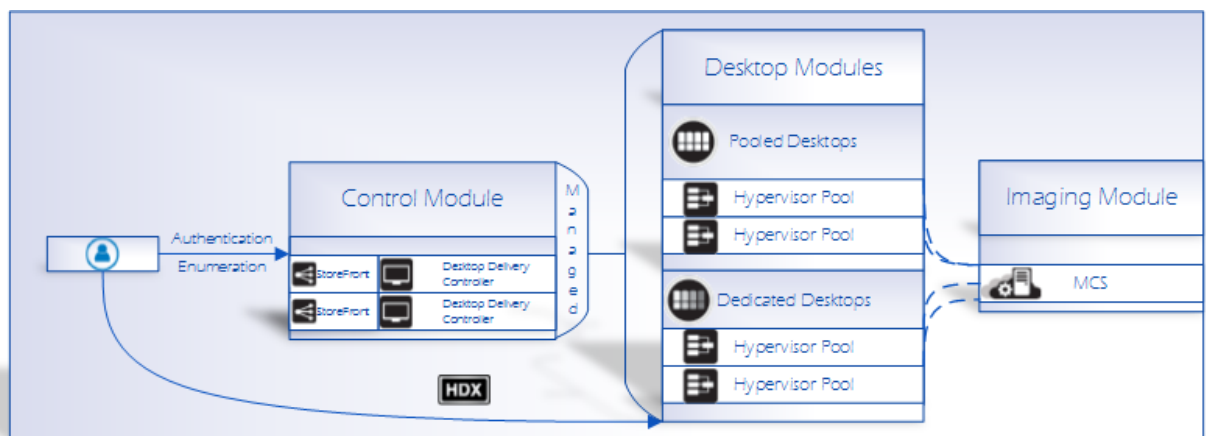 Desktop Modules
Pooled Desktops
Hypervisor Pool
Hypervisor Pool
Dedicated Desktops
Hypervisor Pool
Hypervisor Pool
Control Module
Managed
StoreFront
Desktop Delivery
Controller
StoreFront
Desktop Delivery
Controller
Authentication
Enumeration
HDX
Imaging Module
MCS